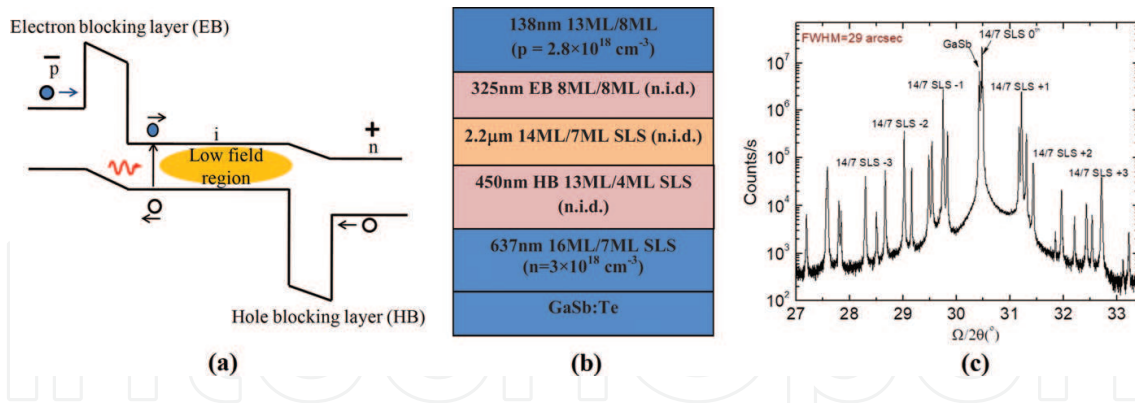 (a)
Electron blocking layer (EB)
p
i
+
n
Low field
region
Hole blocking layer (HB)
138nm 13ML/8ML
(p = 2.8×10¹⁸ cm⁻³)
325nm EB 8ML/8ML (n.i.d.)
2.2µm 14ML/7ML SLS (n.i.d.)
450nm HB 13ML/4ML SLS
(n.i.d.)
637nm 16ML/7ML SLS
(n=3×10¹⁸ cm⁻³)
GaSb:Te
(b)
FWHM=29 arcsec
14/7 SLS 0ᵗʰ
GaSb
14/7 SLS -1
14/7 SLS +1
14/7 SLS -2
14/7 SLS +2
14/7 SLS -3
14/7 SLS +3
Counts/s
10⁷
10⁶
10⁵
10⁴
10³
10²
27 28 29 30 31 32 33
Ω/2θ(°)
(c)